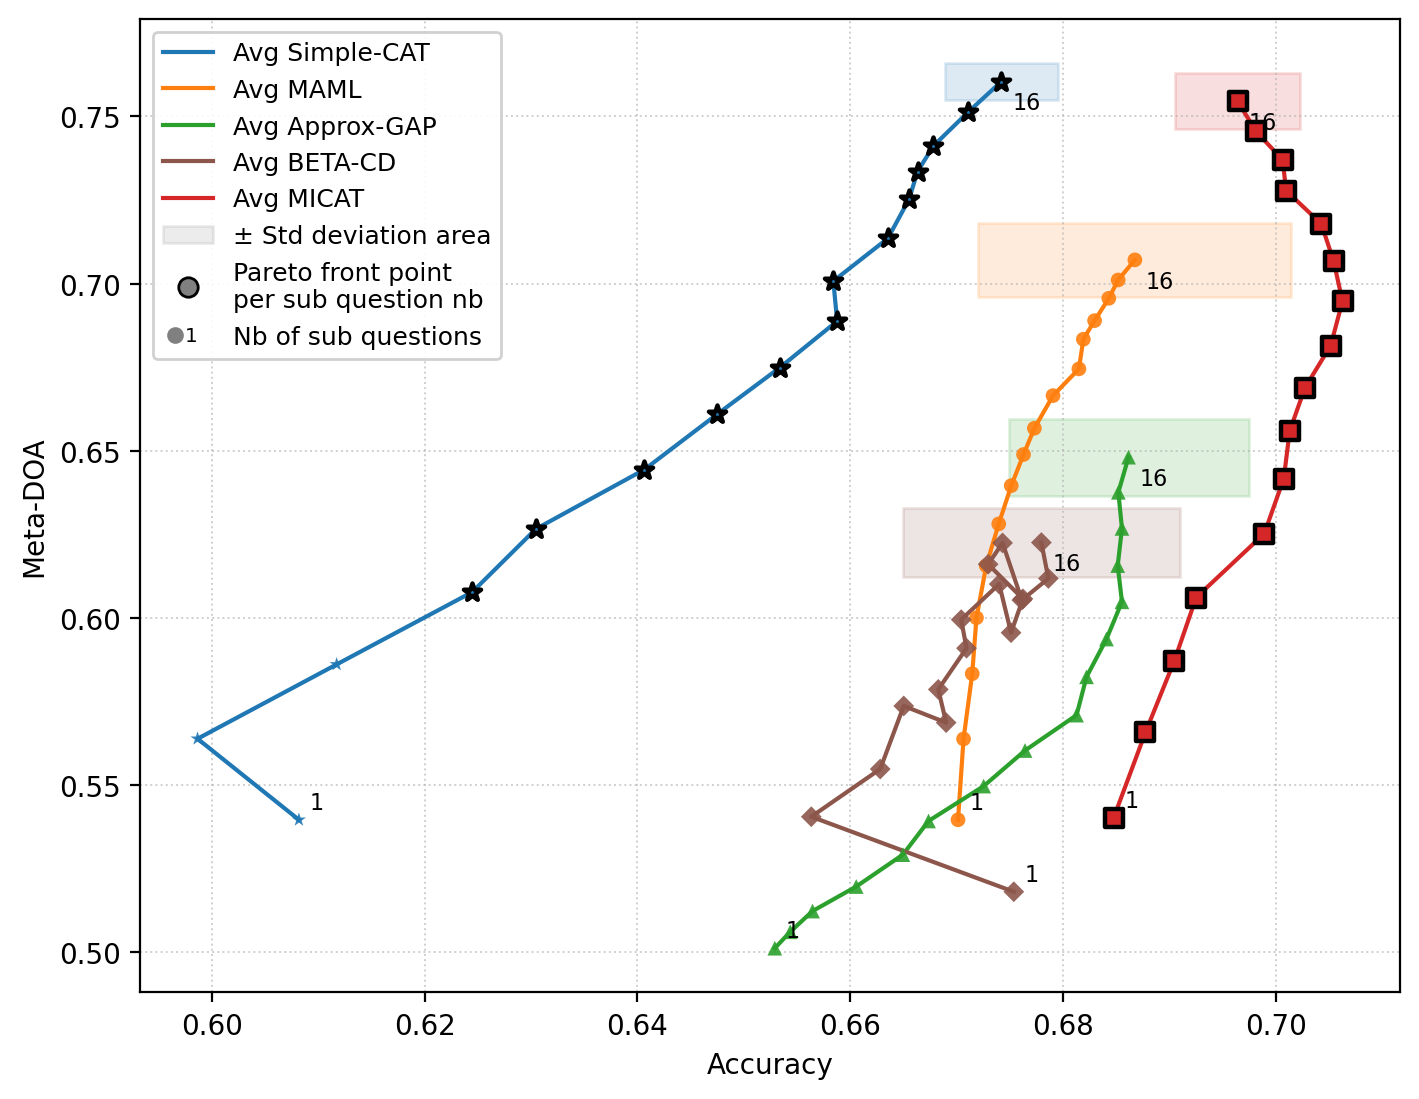 Avg Simple-CAT
Avg MAML
Avg Approx-GAP
Avg BETA-CD
Avg MICAT
± Std deviation area
Pareto front point
per sub question nb
1 Nb of sub questions
16
16
16
16
16
1
1
1
1
1
0.75
0.70
0.65
0.60
0.55
0.50
Meta-DOA
0.60 0.62 0.64 0.66 0.68 0.70
Accuracy